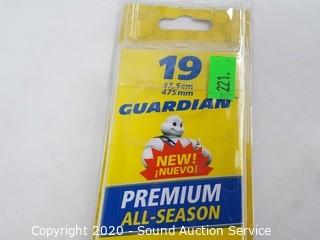 19
47.5cm
475mm
221.
GUARDIAN
NEW!
¡NUEVO!
PREMIUM
ALL-SEASON
Copyright © 2020 - Sound Auction Service